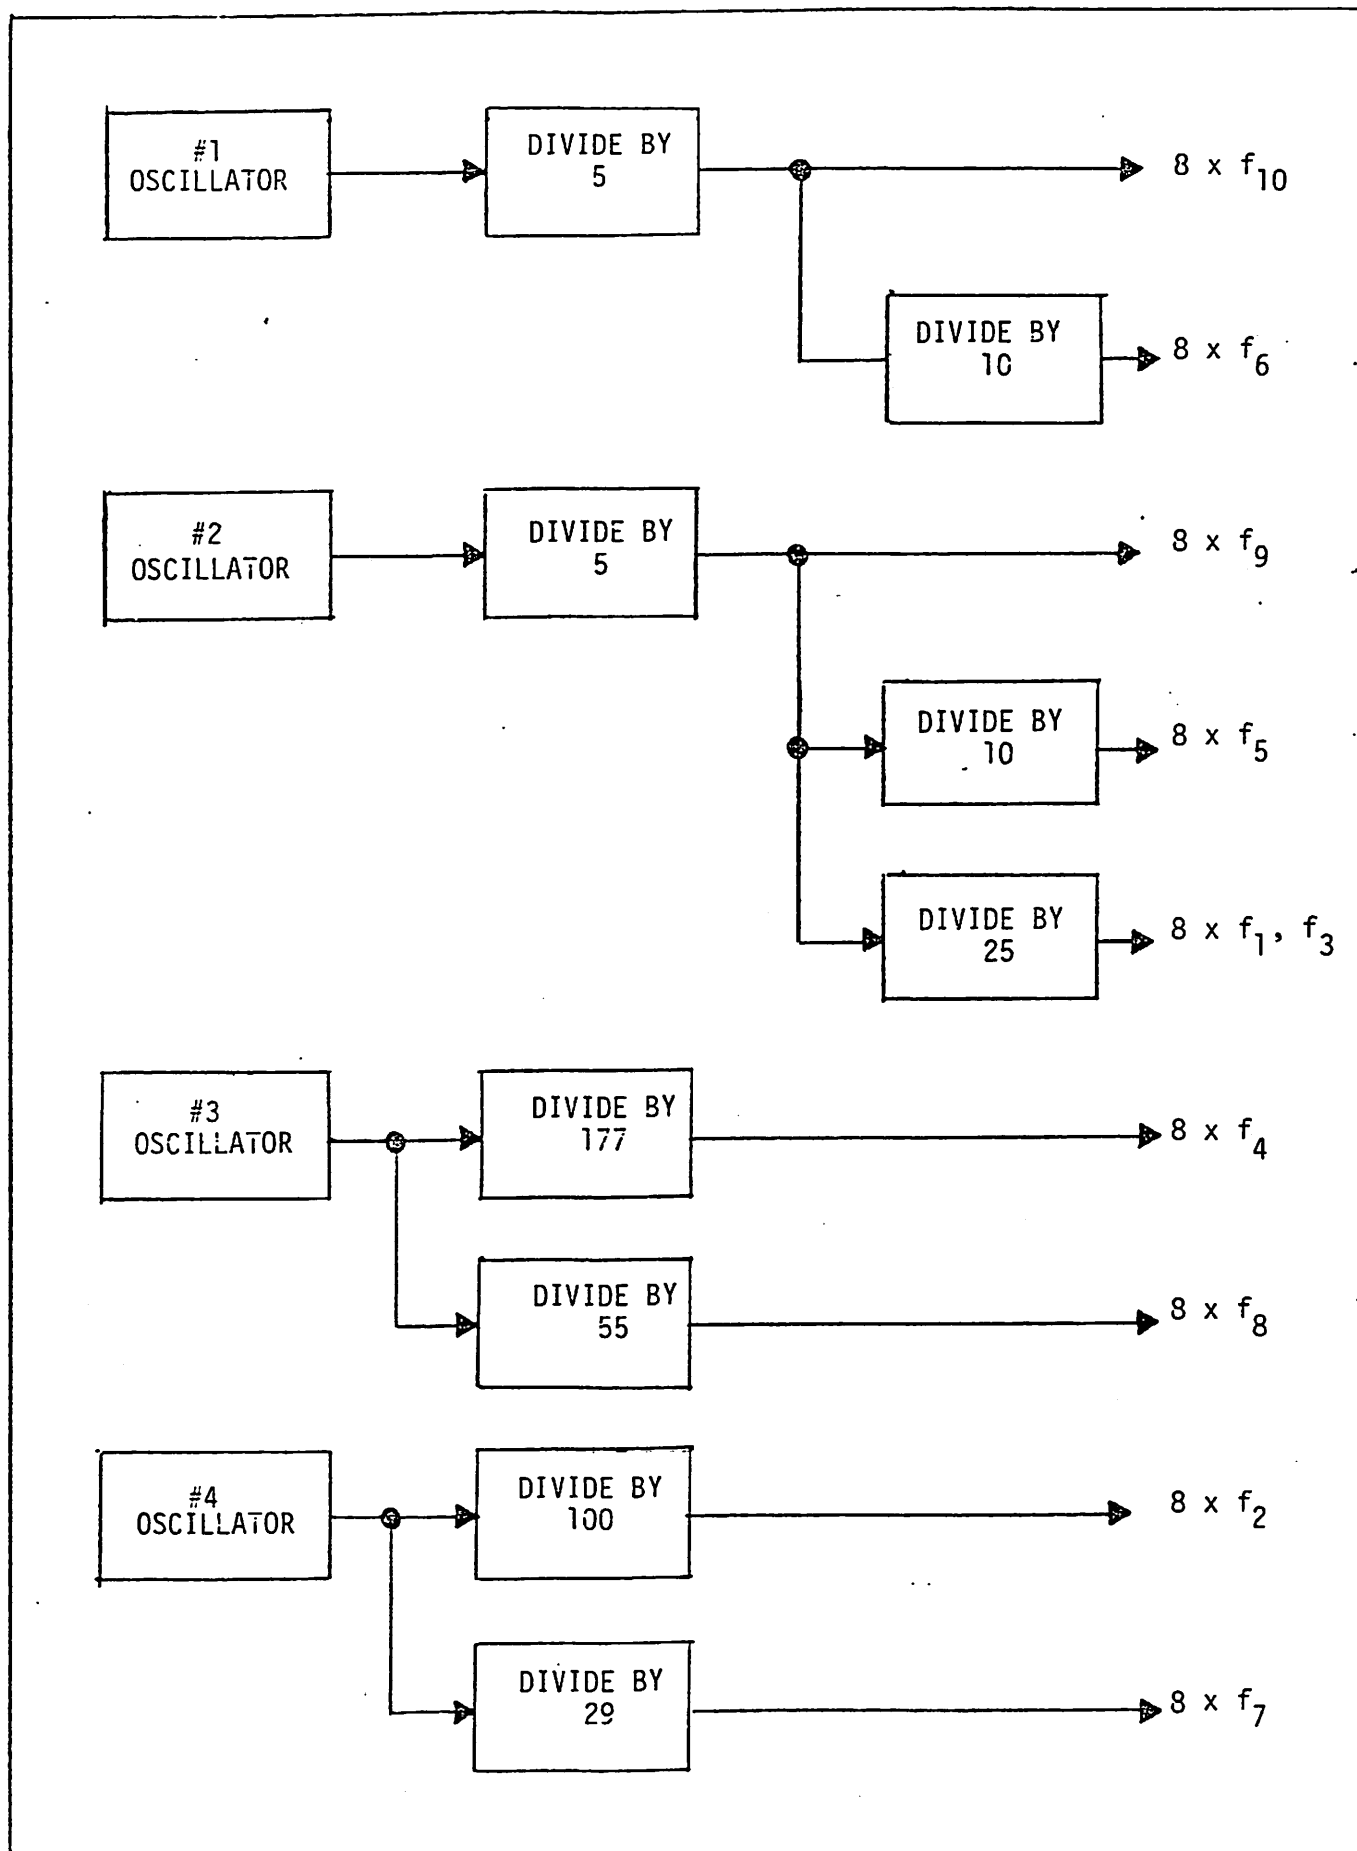 #1
OSCILLATOR
DIVIDE BY
5
8 x f10
DIVIDE BY
10
8 x f6
#2
OSCILLATOR
DIVIDE BY
5
8 x f9
DIVIDE BY
10
8 x f5
DIVIDE BY
25
8 x f1, f3
#3
OSCILLATOR
DIVIDE BY
177
8 x f4
DIVIDE BY
55
8 x f8
#4
OSCILLATOR
DIVIDE BY
100
8 x f2
DIVIDE BY
29
8 x f7